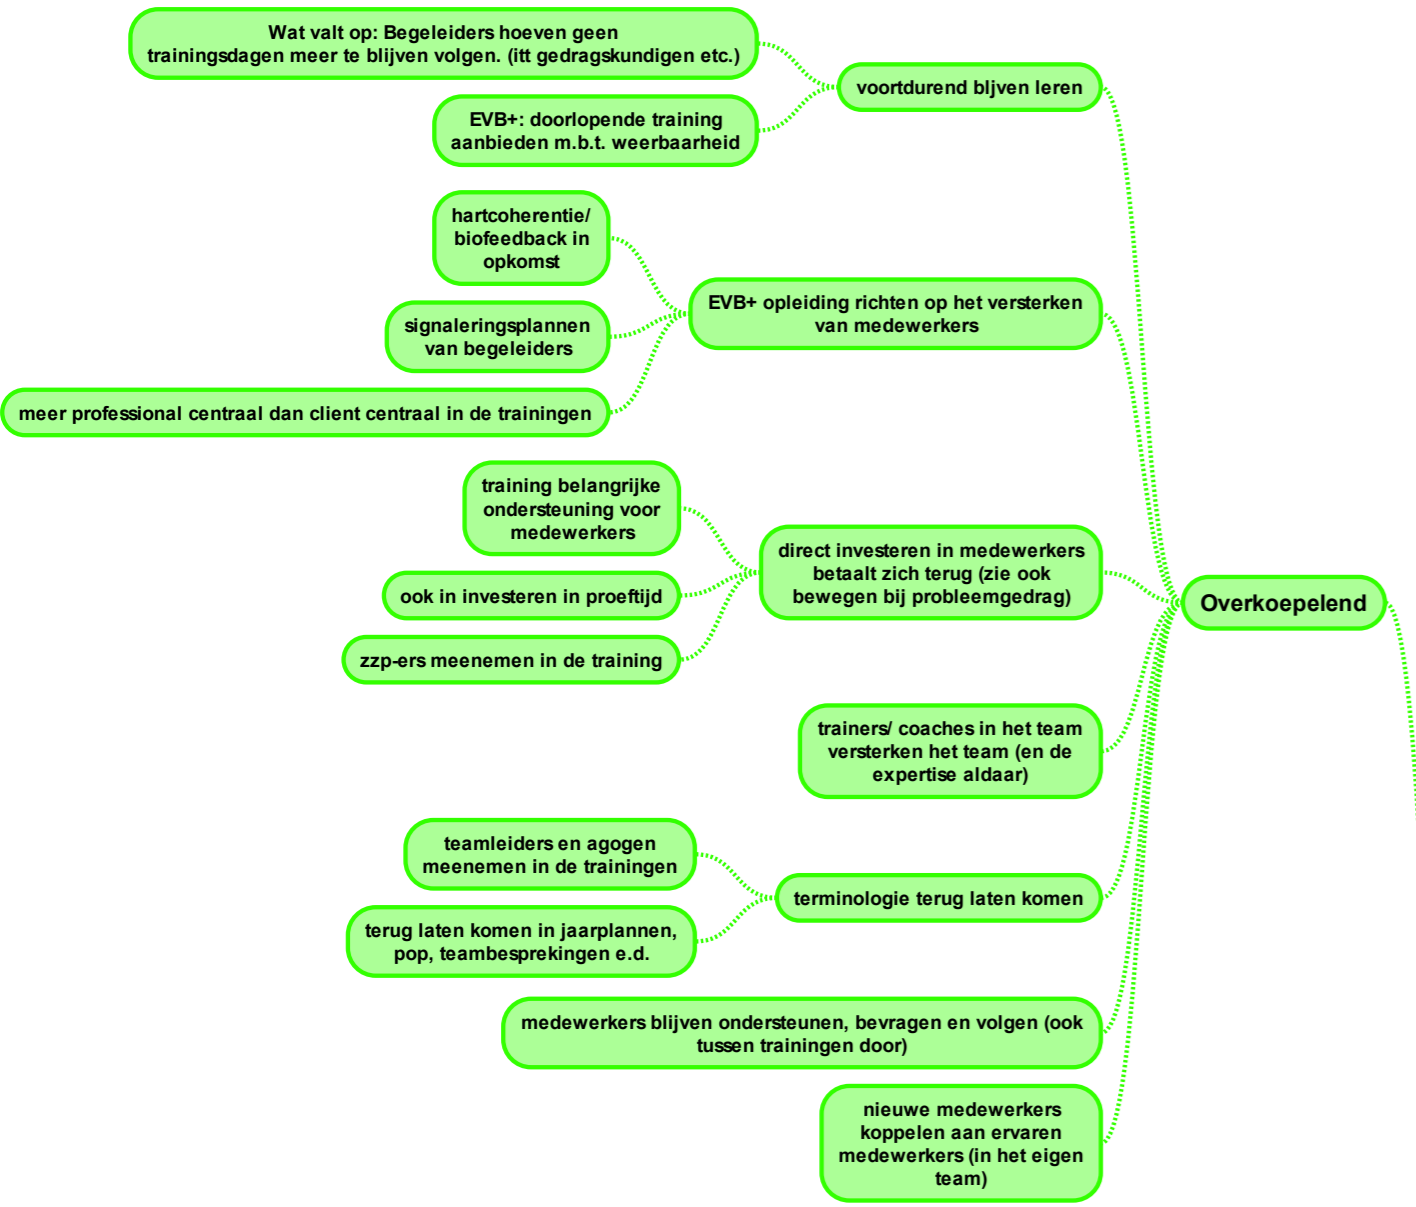 Wat valt op: Begeleiders hoeven geen
trainingsdagen meer te blijven volgen. (itt gedragskundigen etc.)
voortdurend bljven leren
EVB+: doorlopende training
aanbieden m.b.t. weerbaarheid
hartcoherentie/
biofeedback in
opkomst
EVB+ opleiding richten op het versterken
van medewerkers
signaleringsplannen
van begeleiders
meer professional centraal dan client centraal in de trainingen
training belangrijke
ondersteuning voor
medewerkers
direct investeren in medewerkers
betaalt zich terug (zie ook
bewegen bij probleemgedrag)
ook in investeren in proeftijd
Overkoepelend
zzp-ers meenemen in de training
trainers/ coaches in het team
versterken het team (en de
expertise aldaar)
teamleiders en agogen
meenemen in de trainingen
terminologie terug laten komen
terug laten komen in jaarplannen,
pop, teambesprekingen e.d.
medewerkers blijven ondersteunen, bevragen en volgen (ook
tussen trainingen door)
nieuwe medewerkers
koppelen aan ervaren
medewerkers (in het eigen
team)